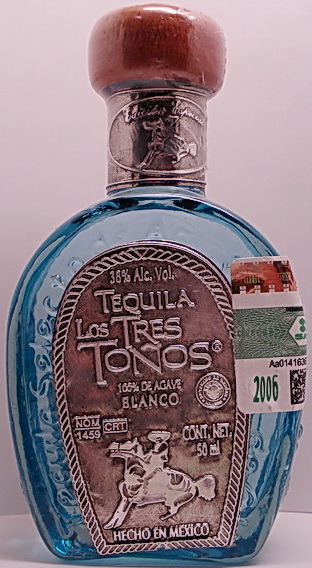 38% Alc. Vol.
TEQUILA
LOS TRES
TOÑOS®
100% DE AGAVE
BLANCO
NOM
1459
CRT
CONT. NET.
50 ml
HECHO EN MEXICO
Aa0141636
2006